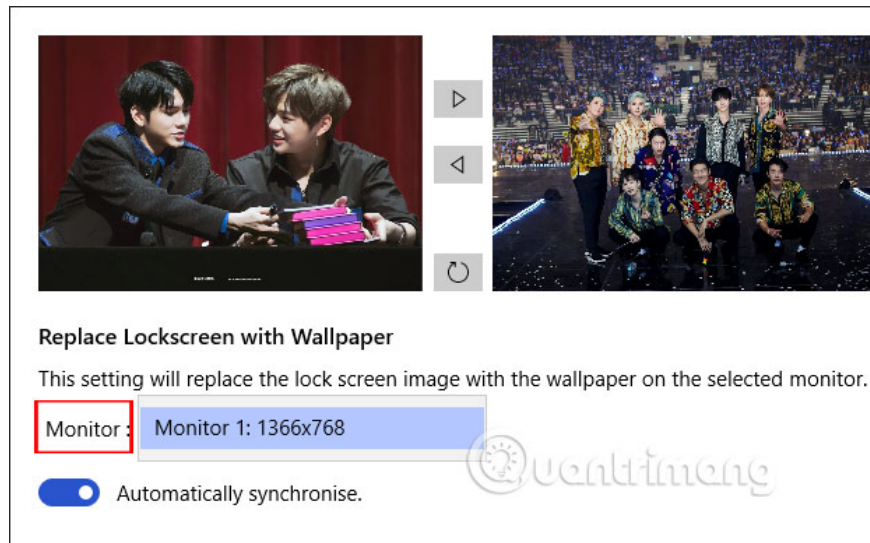 Replace Lockscreen with Wallpaper
This setting will replace the lock screen image with the wallpaper on the selected monitor.
Monitor : Monitor 1: 1366x768
Quantrimang
Automatically synchronise.